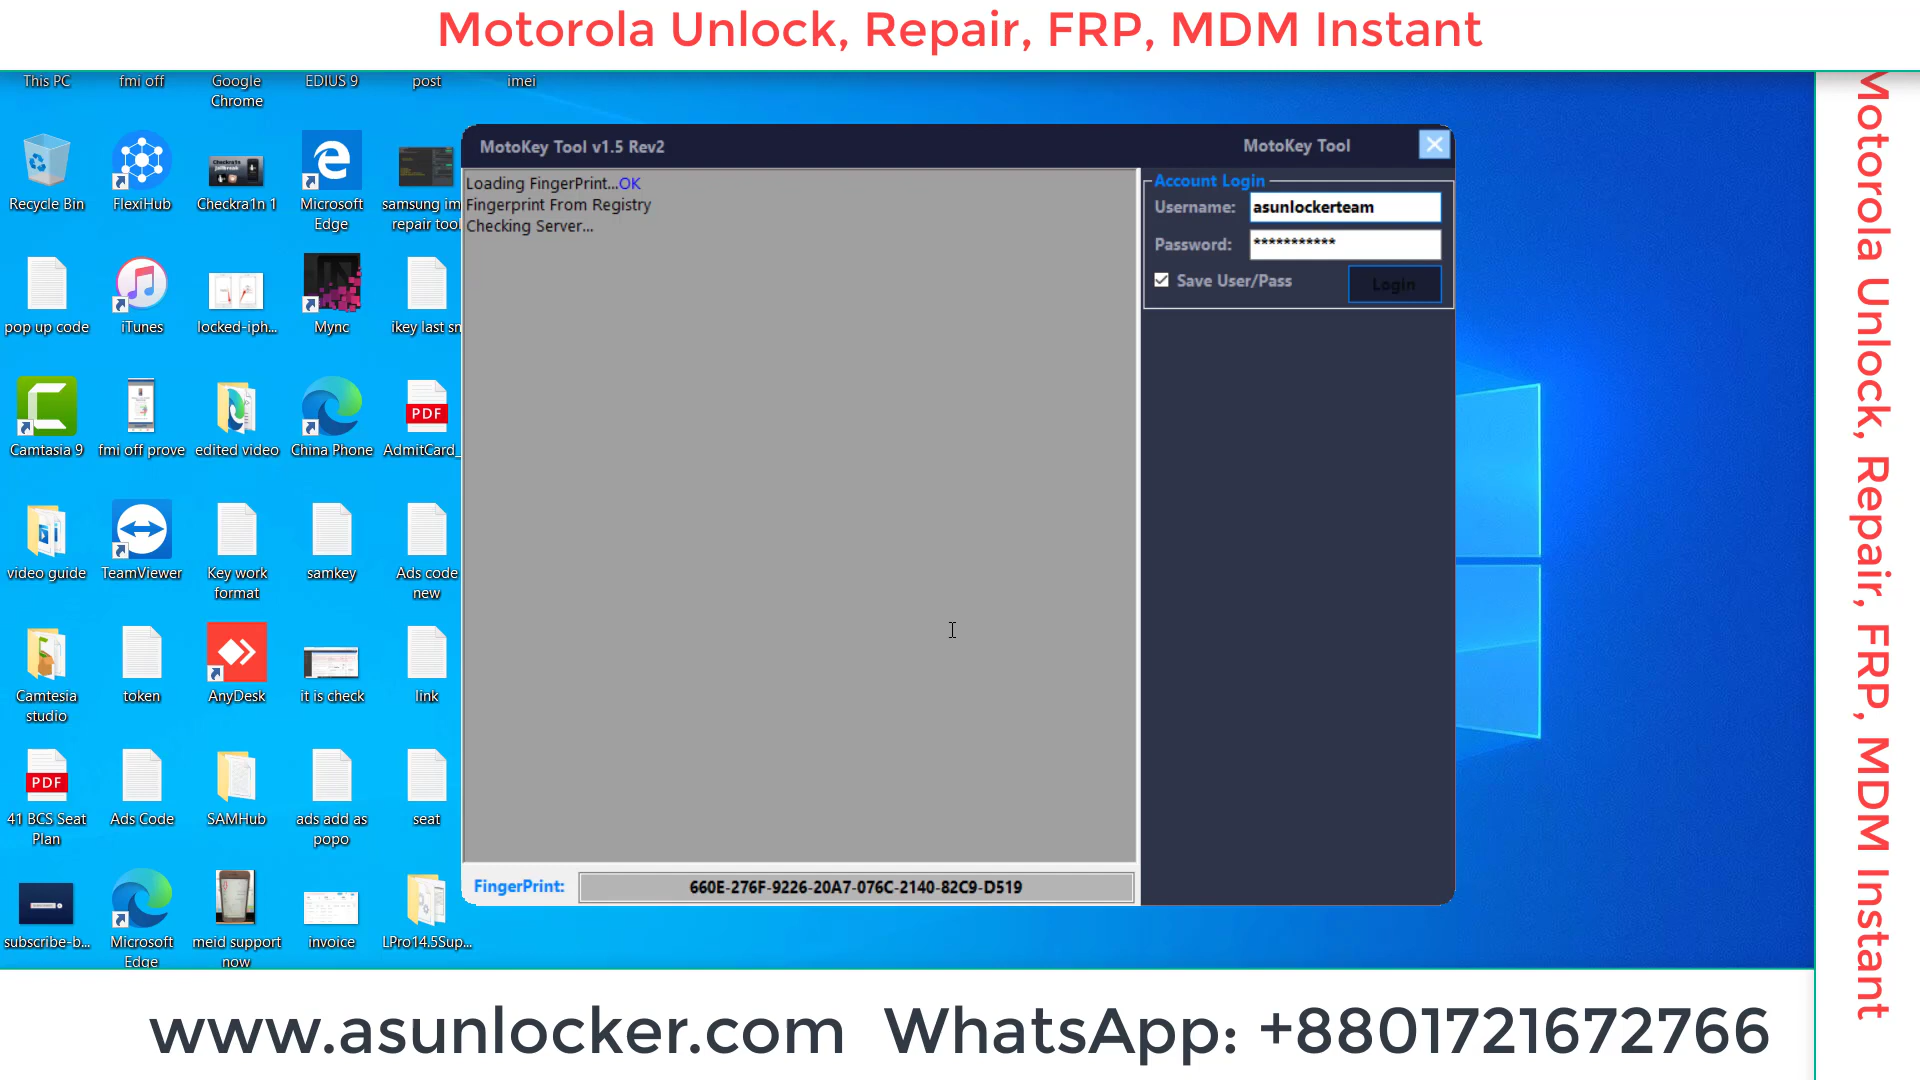 Motorola Unlock, Repair, FRP, MDM Instant
This PC
fmi off
Google
Chrome
EDIUS 9
post
imei
Recycle Bin
FlexiHub
Checkra1n 1
Microsoft
Edge
samsung im
repair tool
pop up code
iTunes
locked-iph...
Mync
ikey last sn
Camtasia 9
fmi off prove
edited video
China Phone
PDF
AdmitCard_
video guide
TeamViewer
Key work
format
samkey
Ads code
new
Camtesia
studio
token
AnyDesk
it is check
link
PDF
41 BCS Seat
Plan
Ads Code
SAMHub
ads add as
popo
seat
subscribe-b...
Microsoft
Edge
meid support
now
invoice
LPro14.5Sup...
MotoKey Tool v1.5 Rev2
MotoKey Tool
Loading FingerPrint...OK
Fingerprint From Registry
Checking Server...
Account Login
Username: asunlockerteam
Password: ***********
Save User/Pass
Login
FingerPrint: 660E-276F-9226-20A7-076C-2140-82C9-D519
Motorola Unlock, Repair, FRP, MDM Instant
www.asunlocker.com WhatsApp: +8801721672766